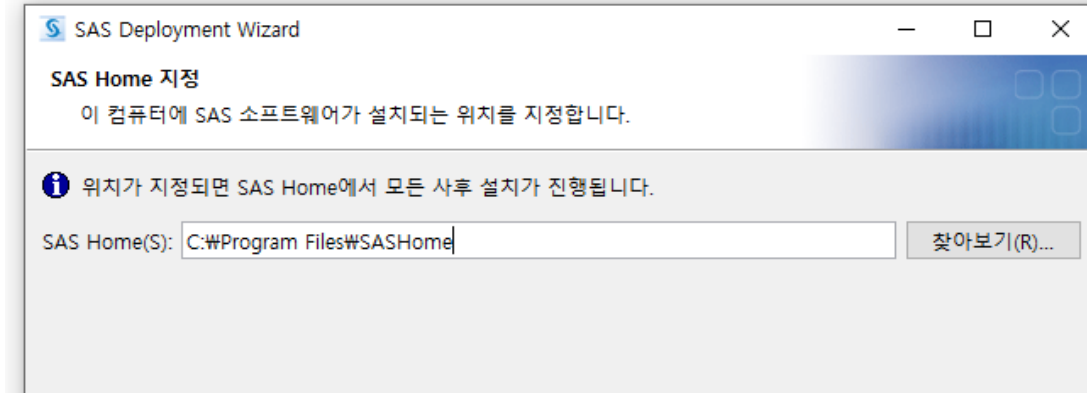 SAS Deployment Wizard
SAS Home 지정
이 컴퓨터에 SAS 소프트웨어가 설치되는 위치를 지정합니다.
위치가 지정되면 SAS Home에서 모든 사후 설치가 진행됩니다.
SAS Home(S): C:₩Program Files₩SASHome 찾아보기(R)...